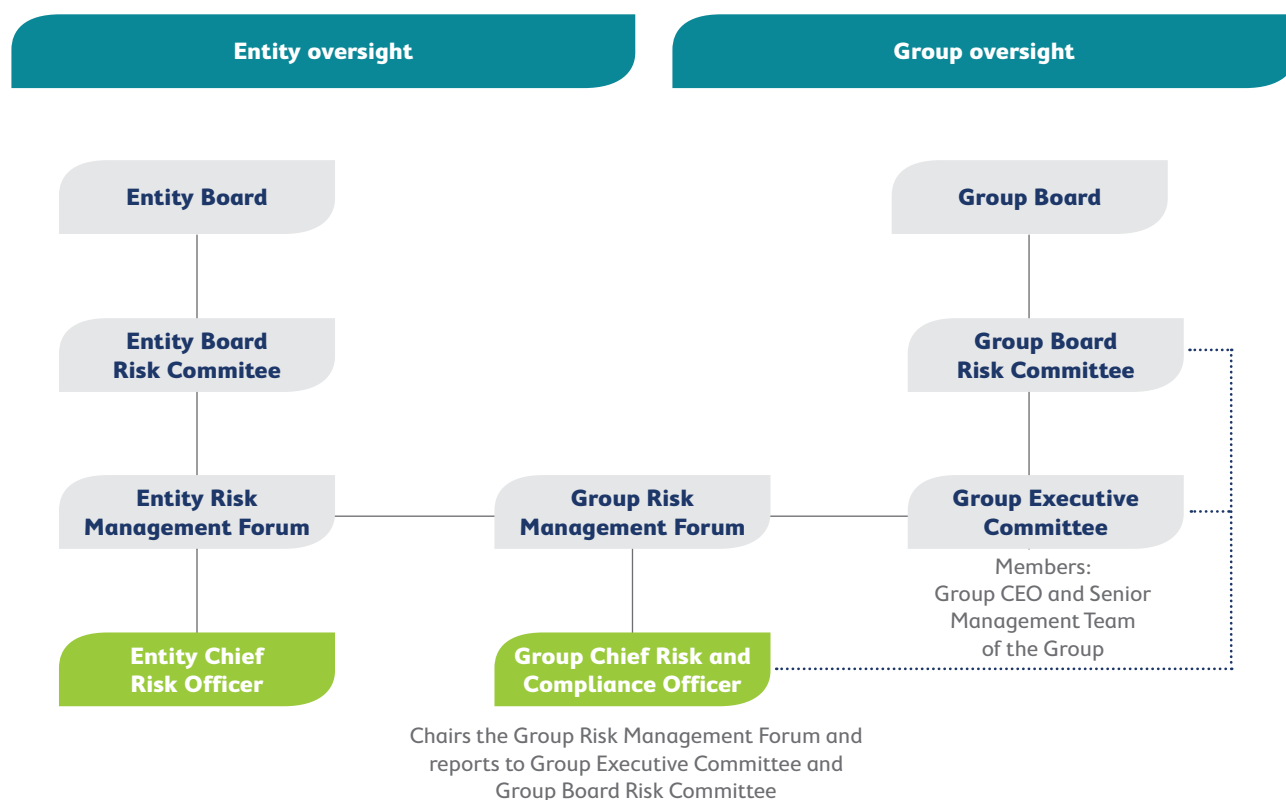 Entity oversight
Group oversight
Entity Board
Group Board
Entity Board
Risk Commitee
Group Board
Risk Committee
Entity Risk
Management Forum
Group Risk
Management Forum
Group Executive
Committee
Members:
Group CEO and Senior
Management Team
of the Group
Entity Chief
Risk Officer
Group Chief Risk and
Compliance Officer
Chairs the Group Risk Management Forum and
reports to Group Executive Committee and
Group Board Risk Committee